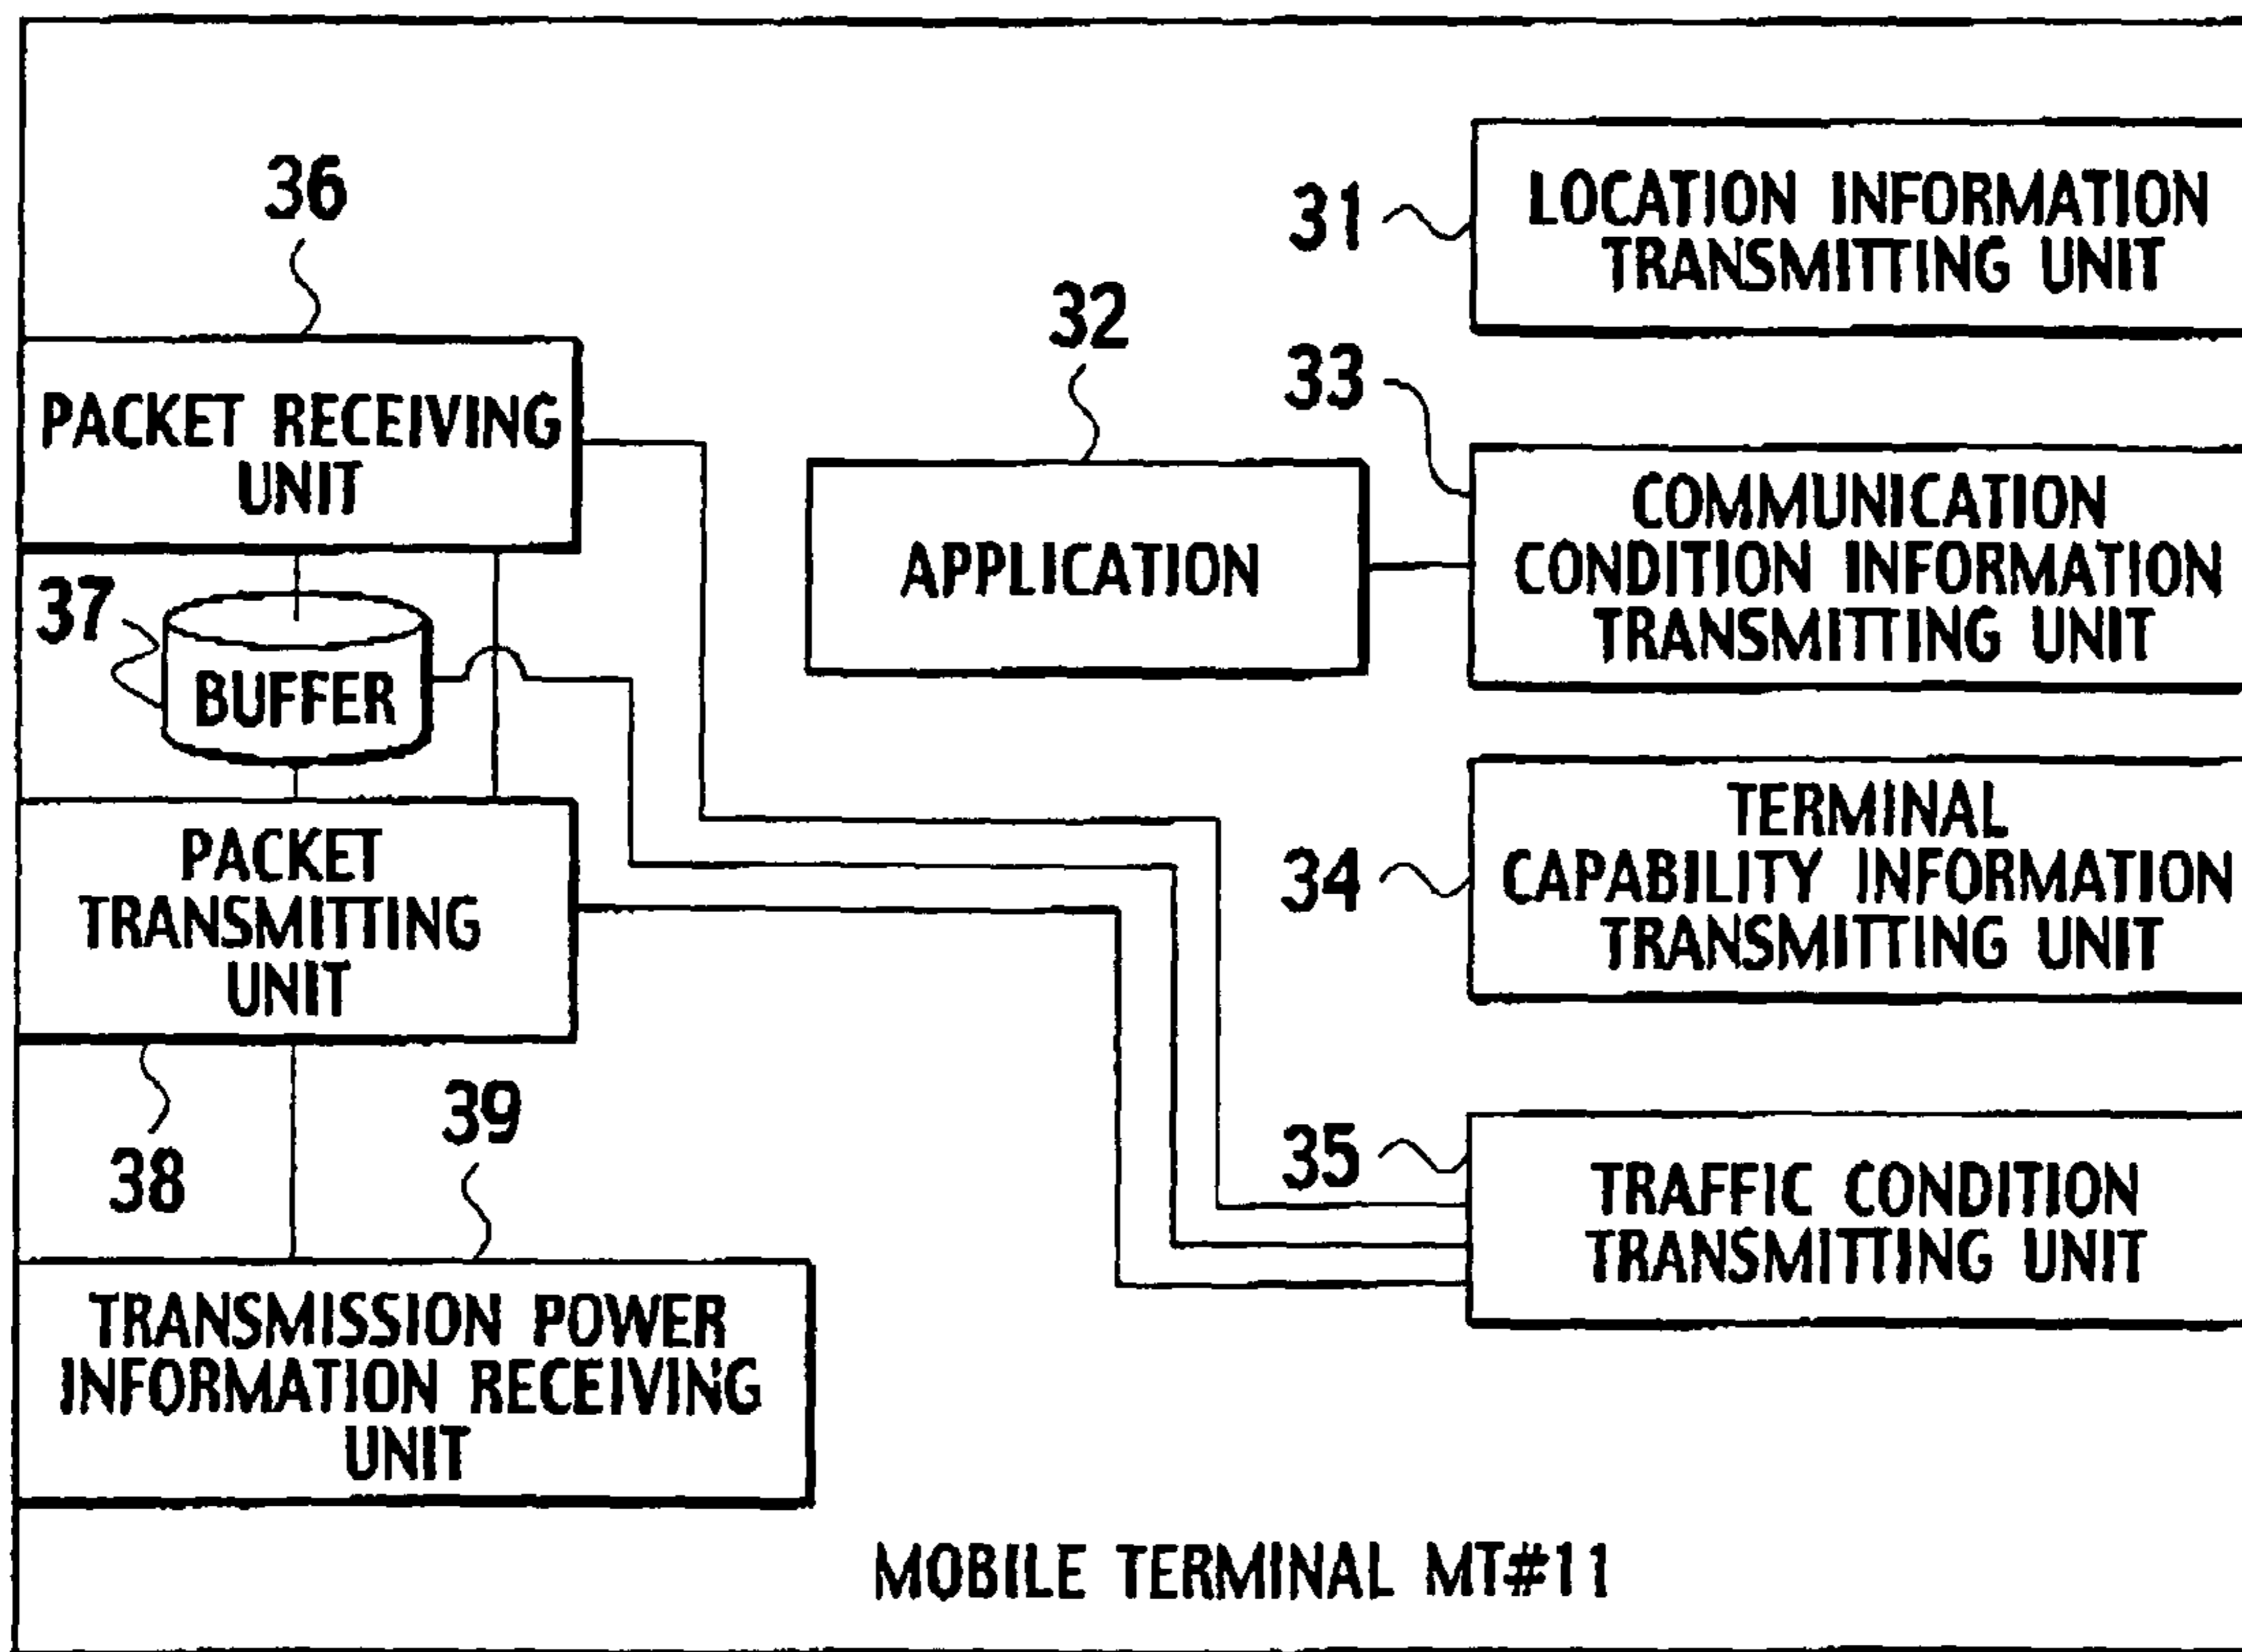 36
PACKET RECEIVING
UNIT
37
BUFFER
PACKET
TRANSMITTING
UNIT
38
39
TRANSMISSION POWER
INFORMATION RECEIVING
UNIT
32
APPLICATION
31
LOCATION INFORMATION
TRANSMITTING UNIT
33
COMMUNICATION
CONDITION INFORMATION
TRANSMITTING UNIT
34
TERMINAL
CAPABILITY INFORMATION
TRANSMITTING UNIT
35
TRAFFIC CONDITION
TRANSMITTING UNIT
MOBILE TERMINAL MT#11